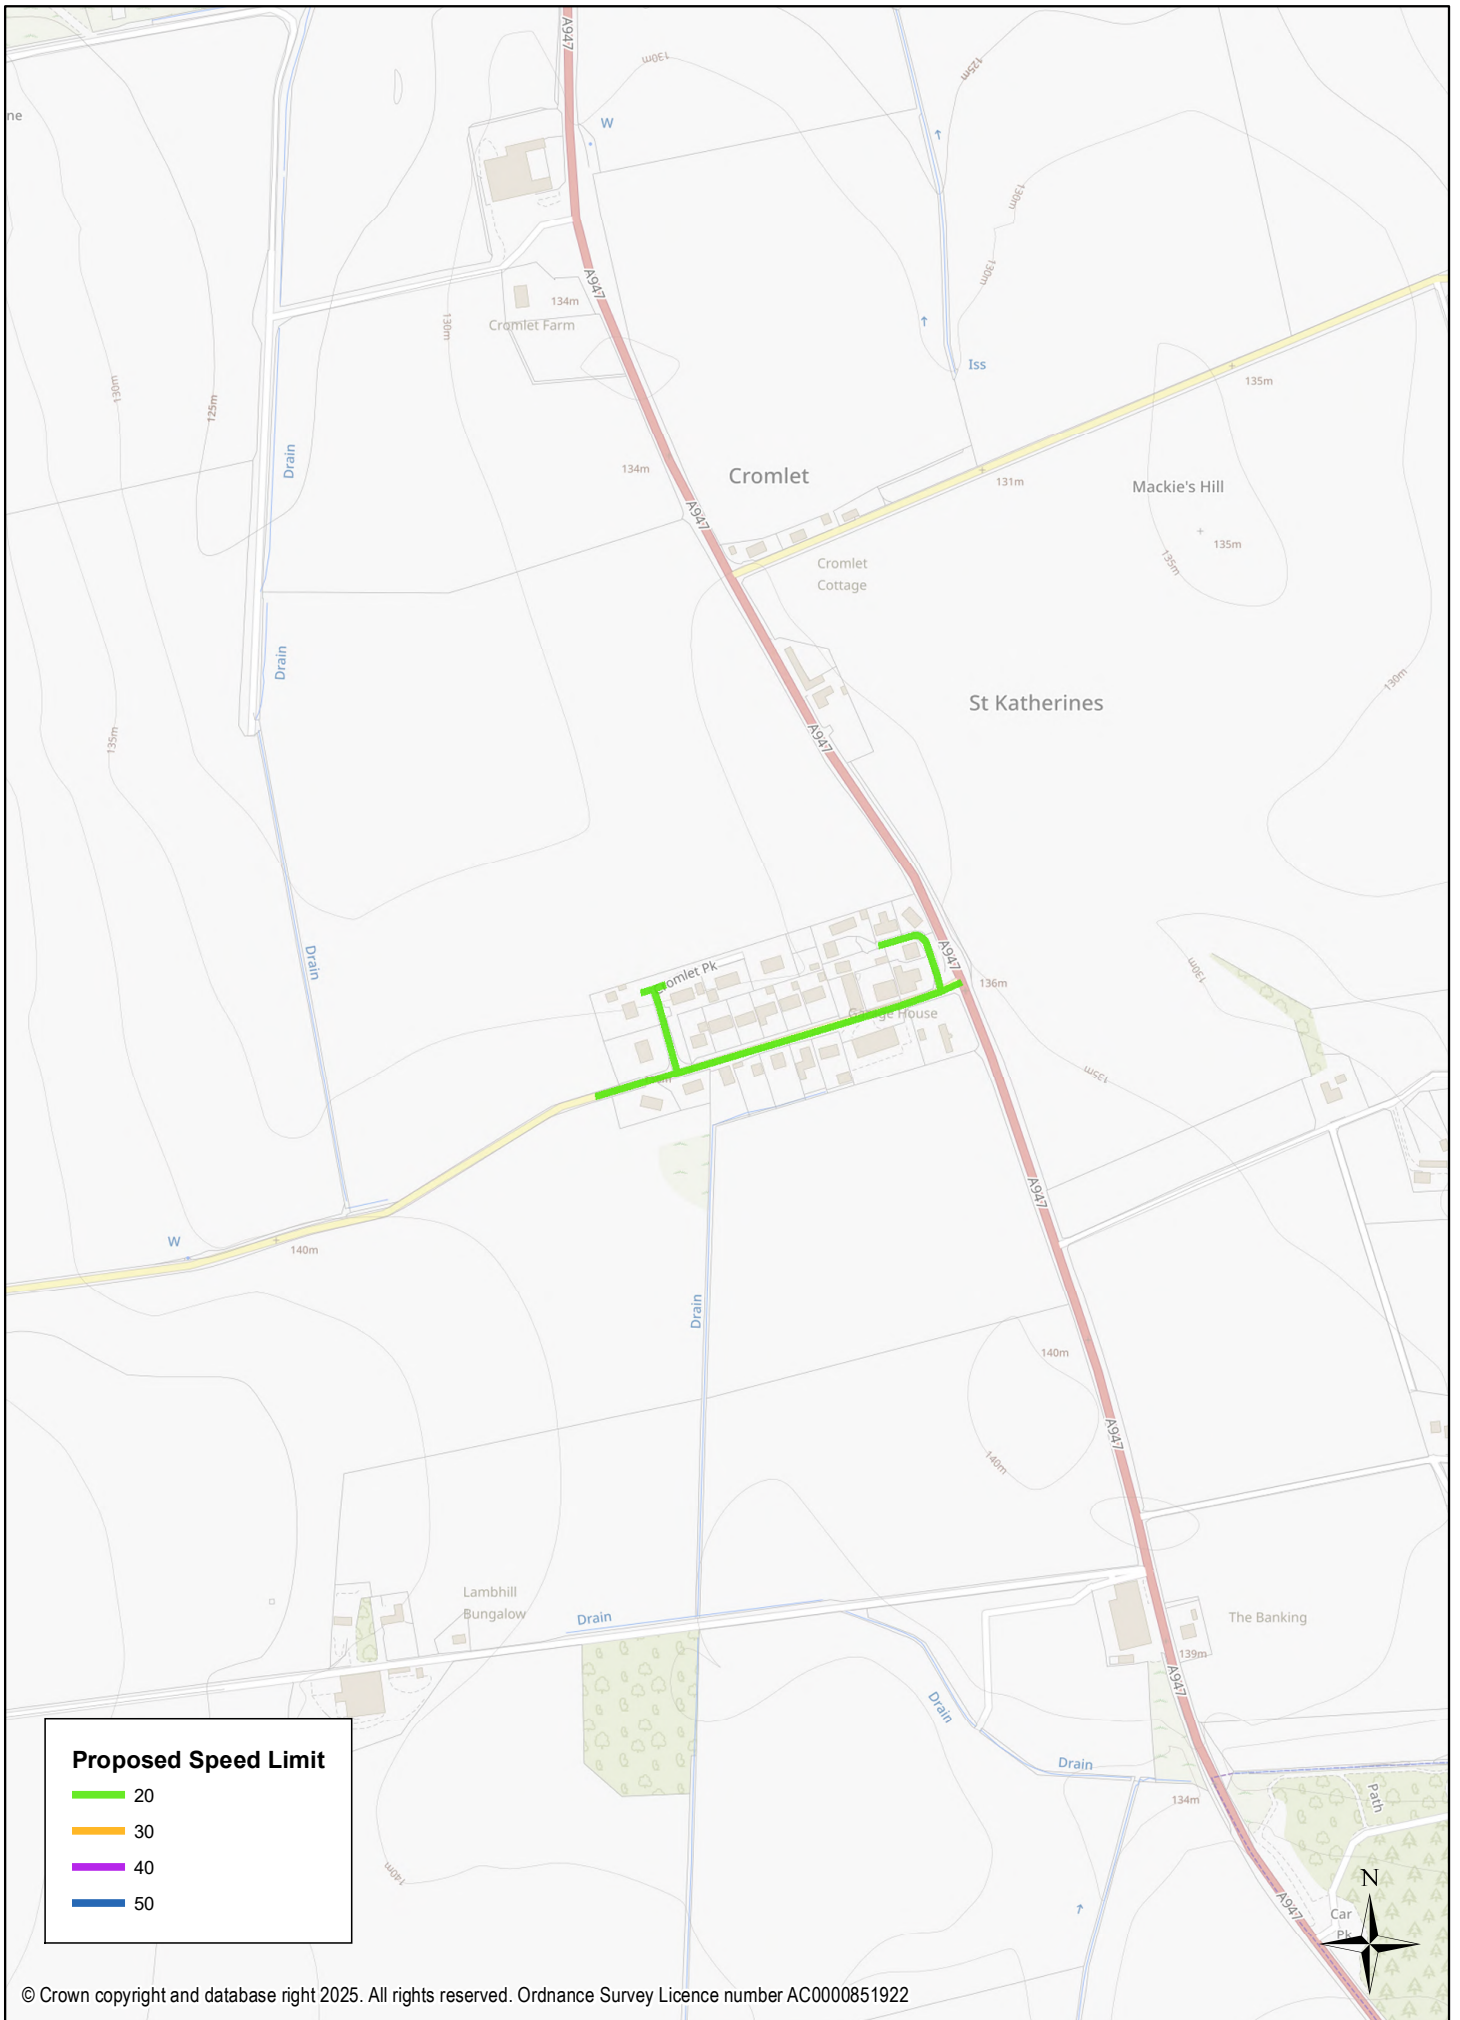 A947
130m
125m
ne
W
130m
130m
A947
134m
Cromlet Farm
130m
Iss
130m
125m
135m
Drain
134m
Cromlet
131m
Mackie's Hill
A947
135m
135m
Cromlet
Cottage
Drain
St Katherines
130m
135m
A947
Drain
Cromlet Pk
A947
136m
130m
Garage House
135m
A947
W
140m
Drain
140m
A947
140m
Lambhill
Bungalow
Drain
The Banking
139m
A947
Drain
Drain
134m
Path
140m
A947
Car
Pk
N
Proposed Speed Limit
20
30
40
50
© Crown copyright and database right 2025. All rights reserved. Ordnance Survey Licence number AC0000851922